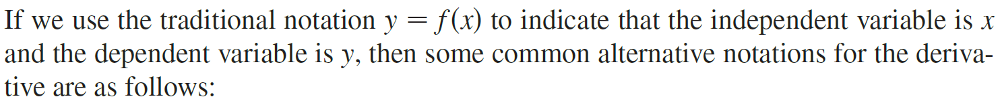 If we use the traditional notation y = f(x) to indicate that the independent variable is x
and the dependent variable is y, then some common alternative notations for the deriva-
tive are as follows: